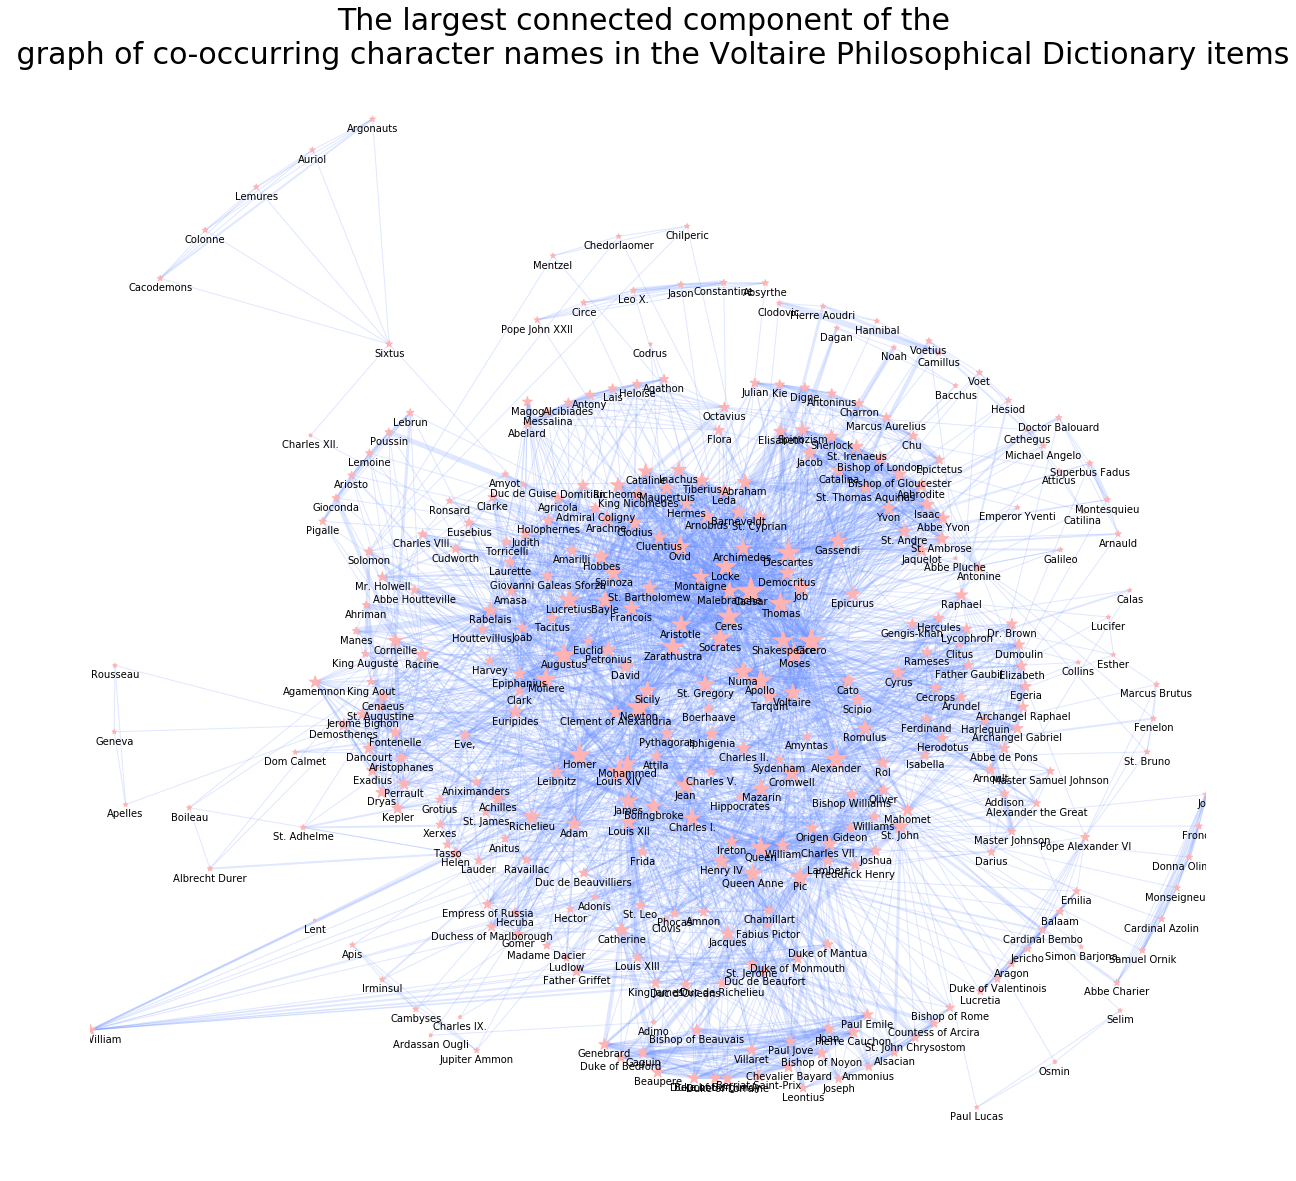 The largest connected component of the
graph of co-occurring character names in the Voltaire Philosophical Dictionary items
Argonauts
Auriol
Lemures
Colonne
Chilperic
Chedorlaomer
Mentzel
Cacodemons
Constantine
Absyrthe
Jason
Leo X.
Circe
Clodovic
Pierre Aoudri
Pope John XXII
Hannibal
Dagan
Voetius
Sixtus
Codrus
Noah
Camillus
Voet
Bacchus
Agathon
Heloise
Lais
Antony
Julian
Kie
Digne
Antoninus
Hesiod
Magog
Alcibiades
Messalina
Charron
Octavius
Lebrun
Marcus Aurelius
Doctor Balouard
Abelard
Flora
Elisabeth
Spinozism
Cethegus
Charles XII.
Poussin
Sherlock
Chu
St. Irenaeus
Michael Angelo
Lemoine
Jacob
Bishop of London
Epictetus
Superbus Fadus
Ariosto
Amyot
Cataline
Inachus
Catalina
Atticus
Gioconda
Duc de Guise
Domitian
Richeome
Tiberius
Abraham
Bishop of Gloucester
Maupertuis
St. Thomas Aquinas
Aphrodite
Ronsard
Clarke
Agricola
King Nicomedes
Leda
Montesquieu
Pigalle
Admiral Coligny
Hermes
Yvon
Isaac
Emperor Yventi
Catilina
Eusebius
Holophernes
Arachne
Clodius
Arnobius
Barneveldt
St. Cyprian
Abbe Yvon
Charles VIII.
Judith
St. Andre
Arnauld
Torricelli
Cluentius
Gassendi
St. Ambrose
Solomon
Cudworth
Amarilli
Ovid
Archimedes
Descartes
Jaquelot
Galileo
Hobbes
Abbe Pluche
Laurette
Locke
Antonine
Mr. Holwell
Giovanni Galeas Sforza
Spinoza
Montaigne
Democritus
Abbe Houtteville
Amasa
St. Bartholomew
Malebranche
Caesar
Job
Epicurus
Raphael
Calas
Ahriman
Rabelais
Lucretius
Bayle
Francois
Thomas
Tacitus
Ceres
Gengis-khan
Hercules
Lucifer
Manes
Houttevillus
Joab
Aristotle
Lycophron
Dr. Brown
King Auguste
Corneille
Euclid
Socrates
Shakespeare
Cicero
Clitus
Dumoulin
Racine
Harvey
Augustus
Petronius
Zarathustra
Moses
Rameses
Esther
Rousseau
David
Father Gaubil
Elizabeth
Collins
Agamemnon
King Aout
Epiphanius
Moliere
Numa
Cyrus
Cenaeus
Clark
Sicily
St. Gregory
Apollo
Cato
Cecrops
Egeria
Marcus Brutus
St. Augustine
Voltaire
Tarquin
Arundel
Jerome Bignon
Euripides
Clement of Alexandria
Newton
Boerhaave
Scipio
Archangel Raphael
Demosthenes
Ferdinand
Harlequin
Fenelon
Geneva
Fontenelle
Eve,
Pythagoras
Iphigenia
Amyntas
Romulus
Archangel Gabriel
Dancourt
Charles II.
Herodotus
Abbe de Pons
Dom Calmet
Aristophanes
Homer
Attila
Sydenham
Alexander
Rol
Isabella
St. Bruno
Exadius
Leibnitz
Mohammed
Louis XIV
Charles V.
Cromwell
Arnoult
Master Samuel Johnson
Perrault
Aniximanders
Dryas
Jean
Mazarin
Oliver
Bishop Williams
Addison
Grotius
Achilles
Hippocrates
Apelles
Kepler
St. James
James
Bolingbroke
Alexander the Great
Boileau
Richelieu
Charles I.
Williams
Mahomet
Xerxes
Adam
Louis XII
Origen
Gideon
St. John
St. Adhelme
Anitus
Ireton
Master Johnson
Pope Alexander VI
Tasso
Frida
Queen
William
Charles VII.
Helen
Joshua
Darius
Lauder
Ravaillac
Henry IV
Lambert
Frederick Henry
Donna Olin
Albrecht Durer
Duc de Beauvilliers
Queen Anne
Pic
Monseigneu
Emilia
Adonis
Empress of Russia
St. Leo
Balaam
Lent
Hecuba
Hector
Phocas
Amnon
Chamillart
Cardinal Azolin
Duchess of Marlborough
Catherine
Clovis
Fabius Pictor
Cardinal Bembo
Gomer
Jacques
Apis
Madame Dacier
Duke of Mantua
Jericho
Simon Barjona
Samuel Ornik
Ludlow
Louis XIII
St. Jerome
Duke of Monmouth
Aragon
Father Griffet
Duc de Beaufort
Irminsul
Duke of Valentinois
Abbe Charier
King James
Duc d'Orleans
Duc de Richelieu
Lucretia
Cambyses
Bishop of Rome
Selim
Charles IX.
Adimo
Paul Emile
William
Bishop of Beauvais
Joan
Pierre Cauchon
Countess of Arcira
Ardassan Ougli
Genebrard
Paul Jove
St. John Chrysostom
Jupiter Ammon
Duke of Bedford
Gaguin
Villaret
Bishop of Noyon
Alsacian
Osmin
Beaupere
Chevalier Bayard
Ammonius
Berriat-Saint-Prix
Duke of Lorraine
Joseph
Leontius
Paul Lucas